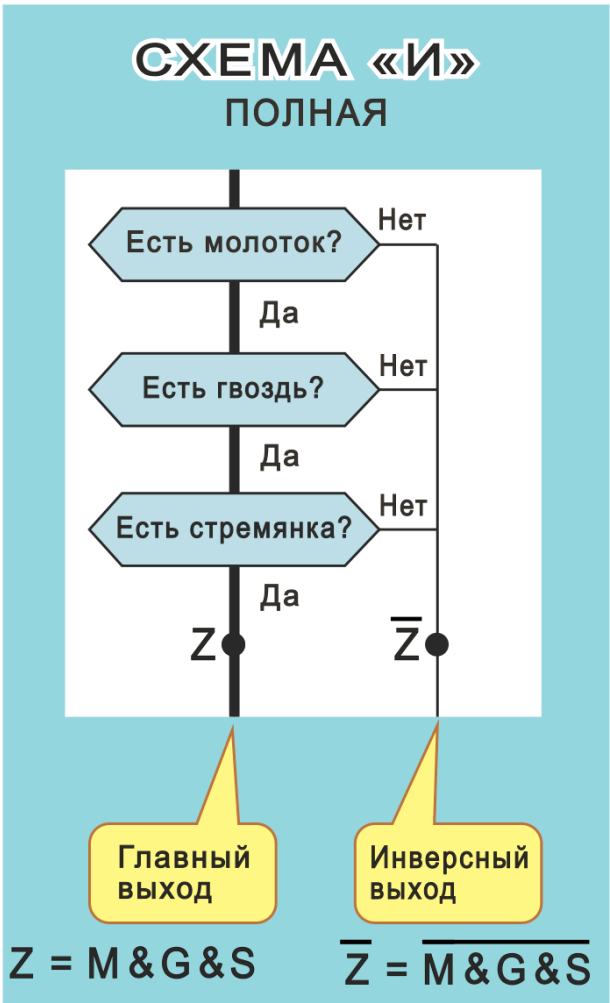 СХЕМА «И»
ПОЛНАЯ
Есть молоток?
Нет
Да
Есть гвоздь?
Нет
Да
Есть стремянка?
Нет
Да
Z
Z̅
Главный
выход
Инверсный
выход
Z = M & G & S
Z̅ = M̅ ̅&̅ ̅G̅ ̅&̅ ̅S̅